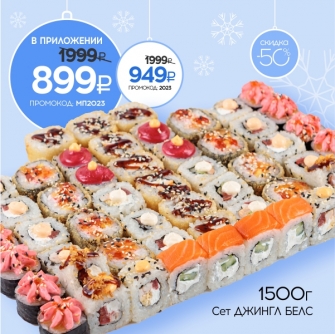 В ПРИЛОЖЕНИИ
1999₽
899₽
ПРОМОКОД: МП2023
1999₽
949₽
ПРОМОКОД: 2023
СКИДКА
-50%
1500г
Сет ДЖИНГЛ БЕЛС